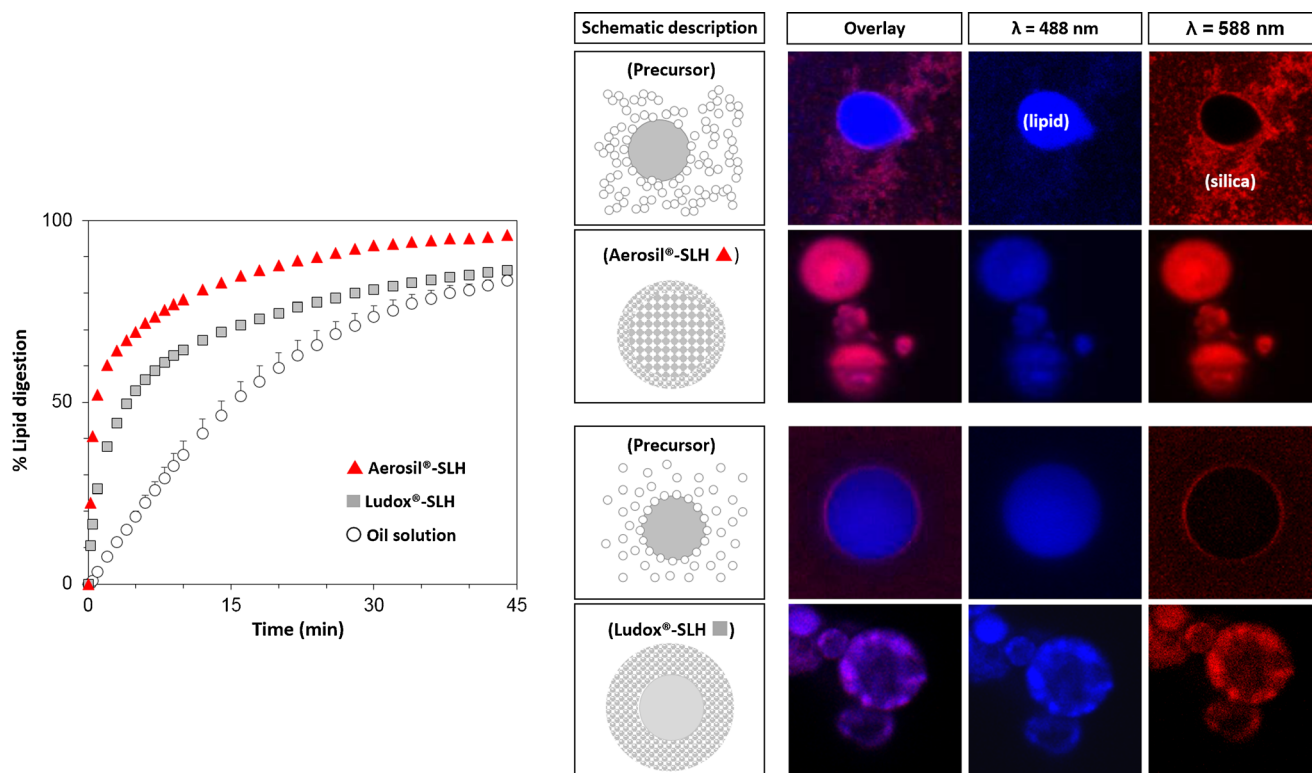 Schematic description
Overlay
λ = 488 nm
λ = 588 nm
(Precursor)
(lipid)
(silica)
(Aerosil®-SLH ▲)
(Precursor)
(Ludox®-SLH ■)
% Lipid digestion
100
50
0
0
15
30
45
Time (min)
Aerosil®-SLH
Ludox®-SLH
Oil solution